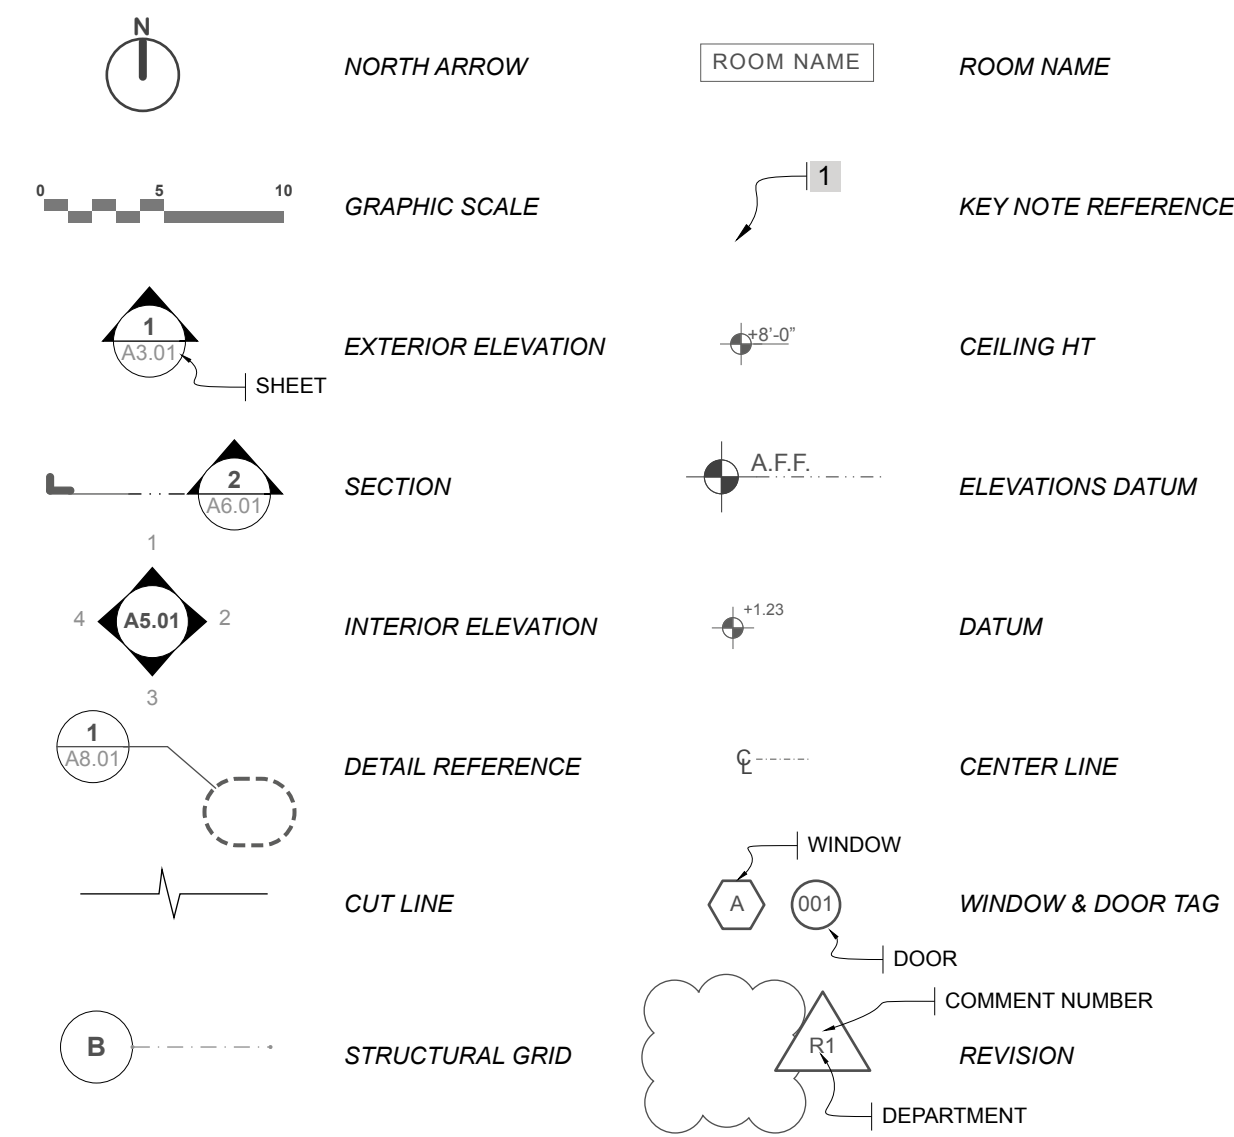 N
NORTH ARROW
ROOM NAME
ROOM NAME
0 5 10
GRAPHIC SCALE
1
KEY NOTE REFERENCE
1
A3.01
SHEET
EXTERIOR ELEVATION
+8’-0”
CEILING HT
2
A6.01
SECTION
A.F.F.
ELEVATIONS DATUM
1
4
A5.01
2
3
INTERIOR ELEVATION
+1.23
DATUM
1
A8.01
DETAIL REFERENCE
℄
CENTER LINE
CUT LINE
WINDOW
A
001
DOOR
WINDOW & DOOR TAG
B
STRUCTURAL GRID
COMMENT NUMBER
R1
DEPARTMENT
REVISION